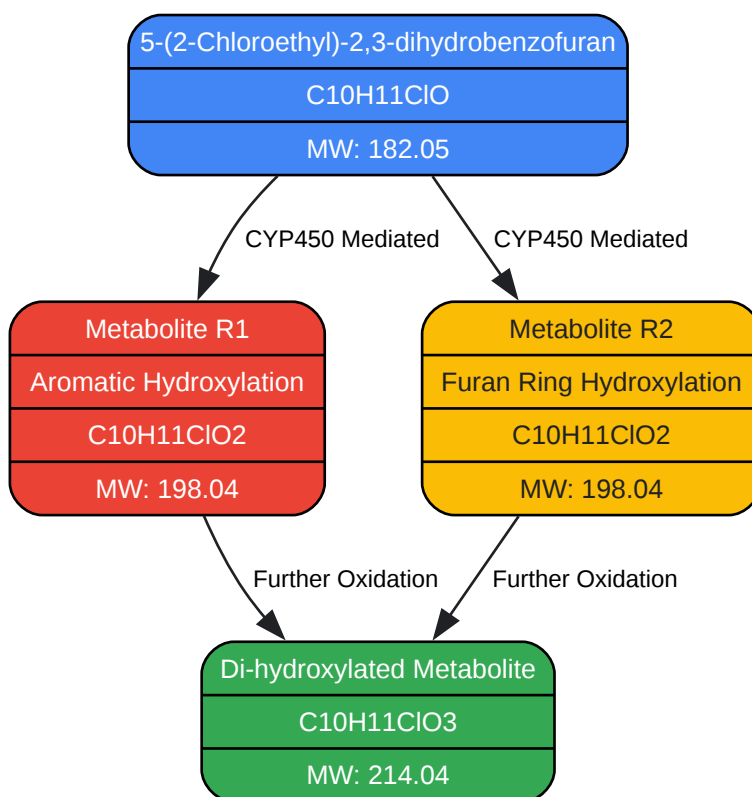 5-(2-Chloroethyl)-2,3-dihydrobenzofuran
C10H11ClO
MW: 182.05
CYP450 Mediated
CYP450 Mediated
Metabolite R1
Aromatic Hydroxylation
C10H11ClO2
MW: 198.04
Metabolite R2
Furan Ring Hydroxylation
C10H11ClO2
MW: 198.04
Further Oxidation
Further Oxidation
Di-hydroxylated Metabolite
C10H11ClO3
MW: 214.04